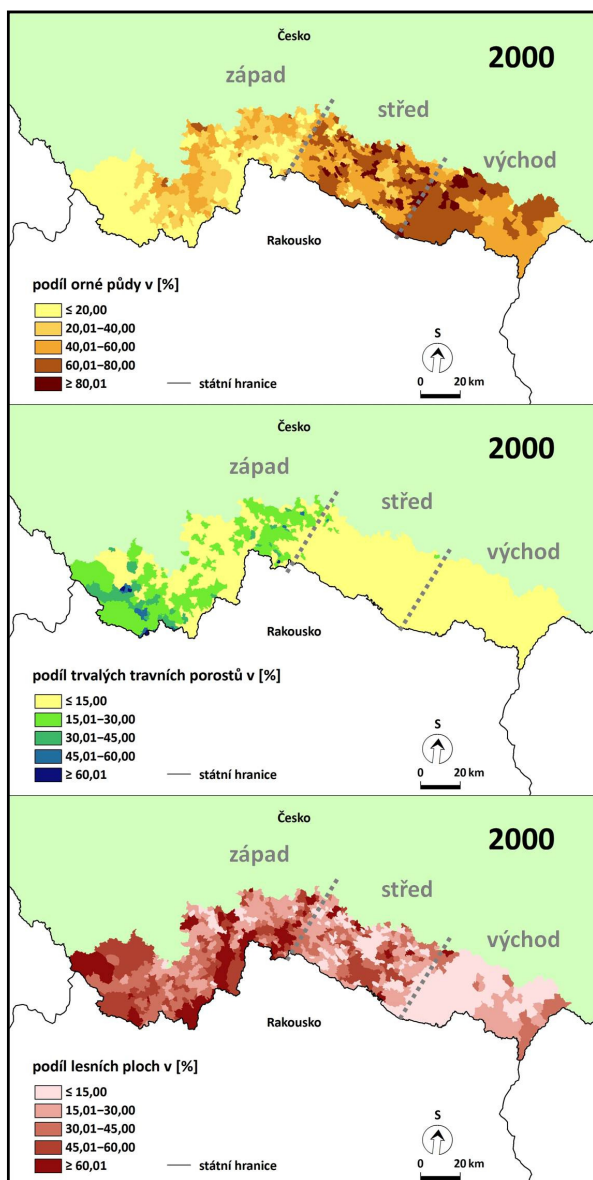 Česko
2000
západ
střed
východ
Rakousko
podíl orné půdy v [%]
≤ 20,00
20,01–40,00
40,01–60,00
60,01–80,00
≥ 80,01
státní hranice
S
0 20 km
Česko
2000
západ
střed
východ
Rakousko
podíl trvalých travních porostů v [%]
≤ 15,00
15,01–30,00
30,01–45,00
45,01–60,00
≥ 60,01
státní hranice
S
0 20 km
Česko
2000
západ
střed
východ
Rakousko
podíl lesních ploch v [%]
≤ 15,00
15,01–30,00
30,01–45,00
45,01–60,00
≥ 60,01
státní hranice
S
0 20 km